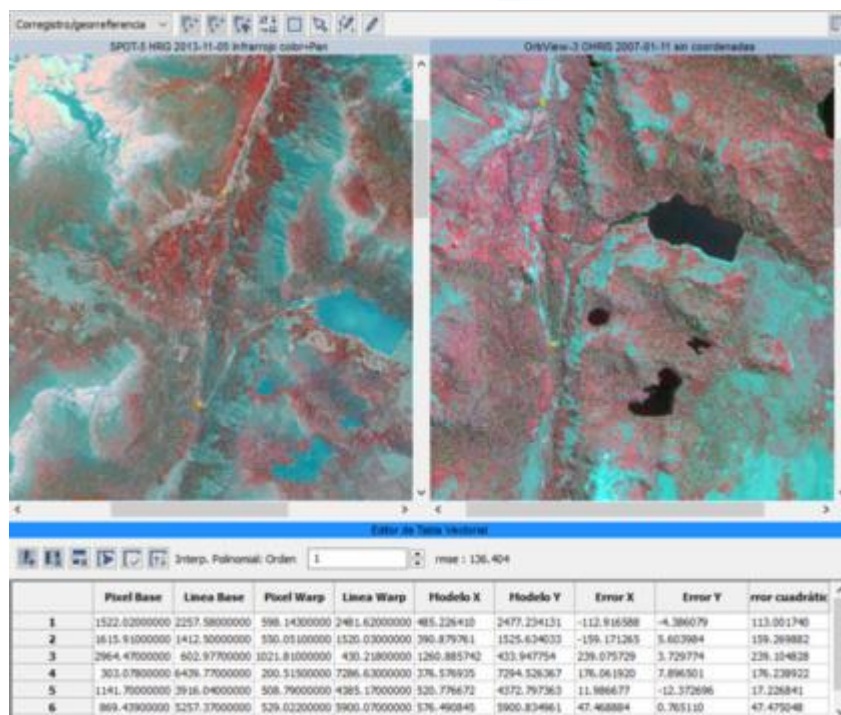 Corregistro/georreferencia
SPOT-5 HRIG 2013-11-05 Infrarrojo color+Pan
OrbView-3 OHRIS 2007-01-11 sin coordenadas
Editor de Tabla Vectorial
Interp. Polinomial: Orden 1 rmse : 136.404
Pixel Base Linea Base Pixel Warp Linea Warp Modelo X Modelo Y Error X Error Y rror cuadrátic
1 1522.02000000 2257.58000000 598.14300000 2481.62000000 485.226410 2477.234131 -112.916588 -4.386079 113.001740
2 1615.91000000 1412.50000000 550.05100000 1520.03000000 390.879761 1525.634033 -159.171265 5.603984 159.269882
3 2964.47000000 602.97700000 1021.81000000 430.21800000 1260.885742 433.947754 239.075729 3.729774 239.104828
4 303.07800000 6439.77000000 200.51500000 7286.63000000 376.576935 7294.526367 176.061920 7.896501 176.238922
5 1141.70000000 3916.04000000 508.79000000 4385.17000000 520.776672 4372.797363 11.986677 -12.372696 17.226841
6 869.43900000 5257.37000000 529.02200000 5900.07000000 576.490845 5900.834961 47.468884 0.765110 47.475048